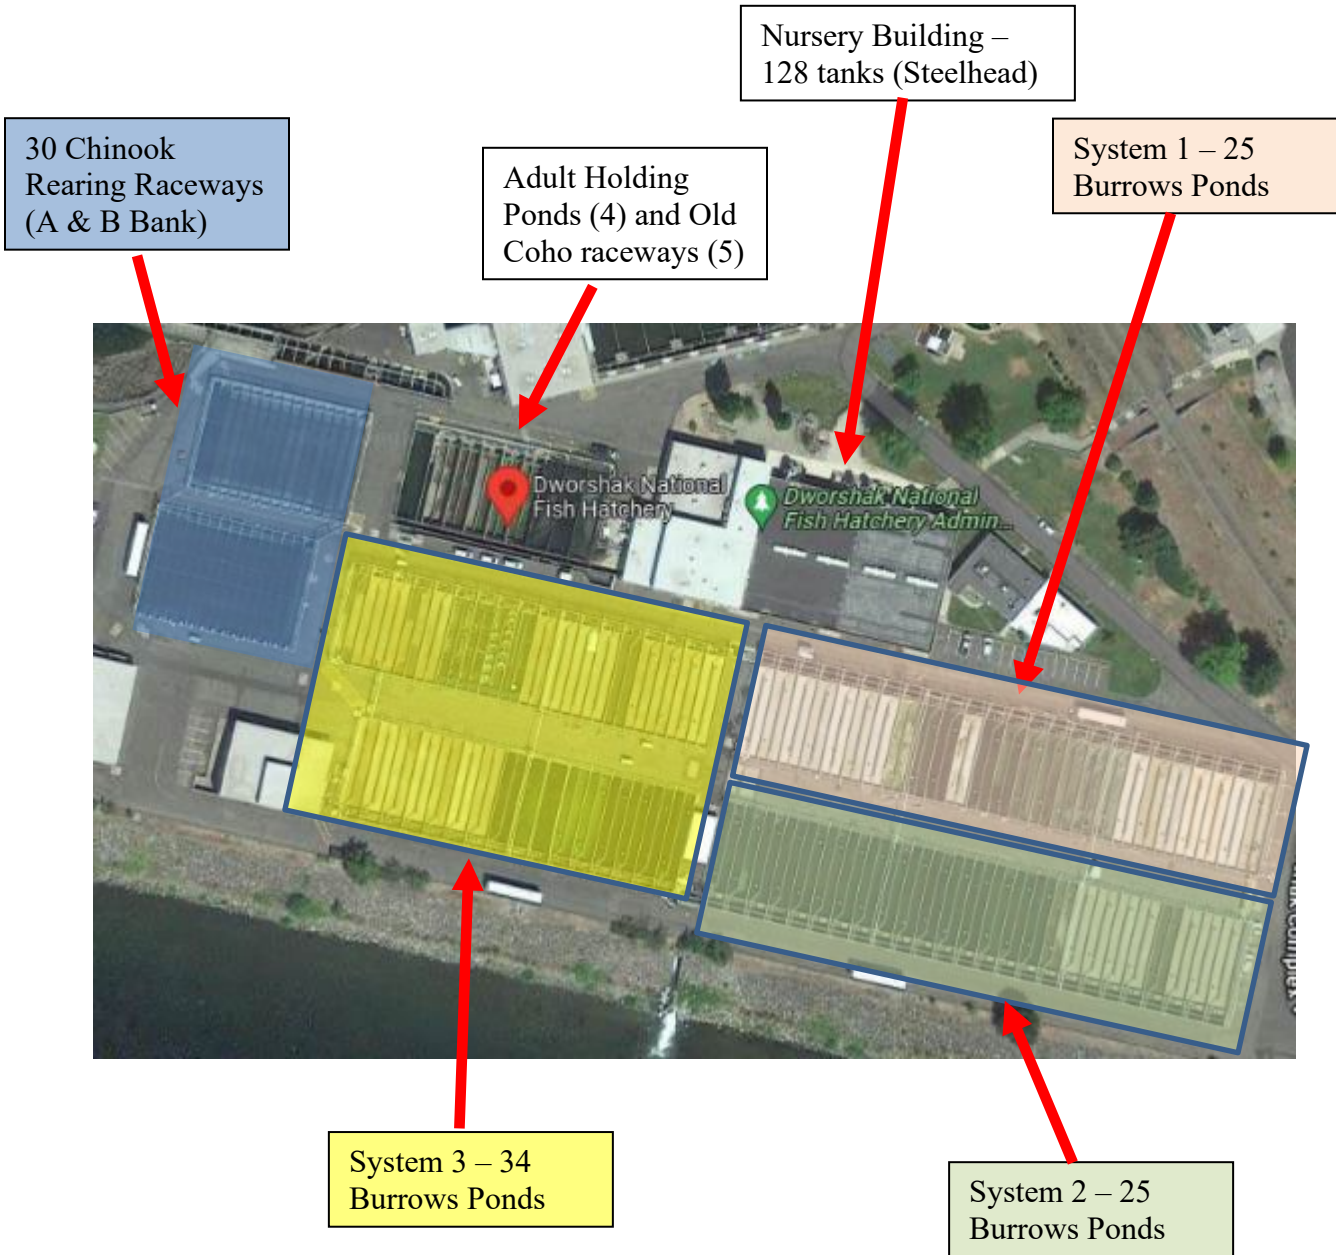 Nursery Building –
128 tanks (Steelhead)
30 Chinook
Rearing Raceways
(A & B Bank)
Adult Holding
Ponds (4) and Old
Coho raceways (5)
System 1 – 25
Burrows Ponds
Dworshak National
Fish Hatchery
Dworshak National
Fish Hatchery Admin...
System 3 – 34
Burrows Ponds
System 2 – 25
Burrows Ponds